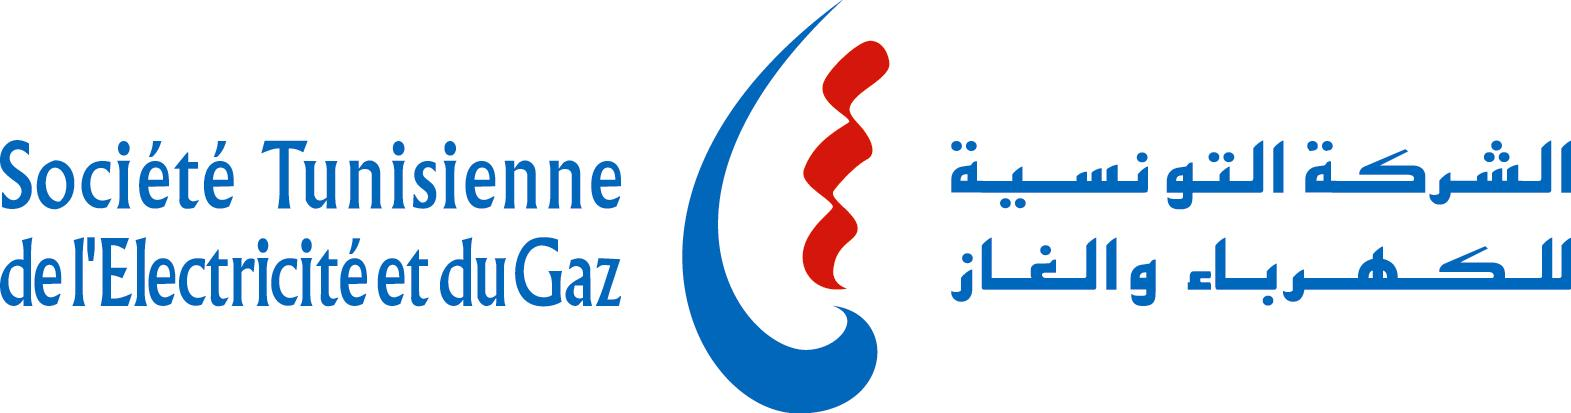 Société Tunisienne
de l'Electricité et du Gaz
الشركة التونسية
للكهرباء والغاز